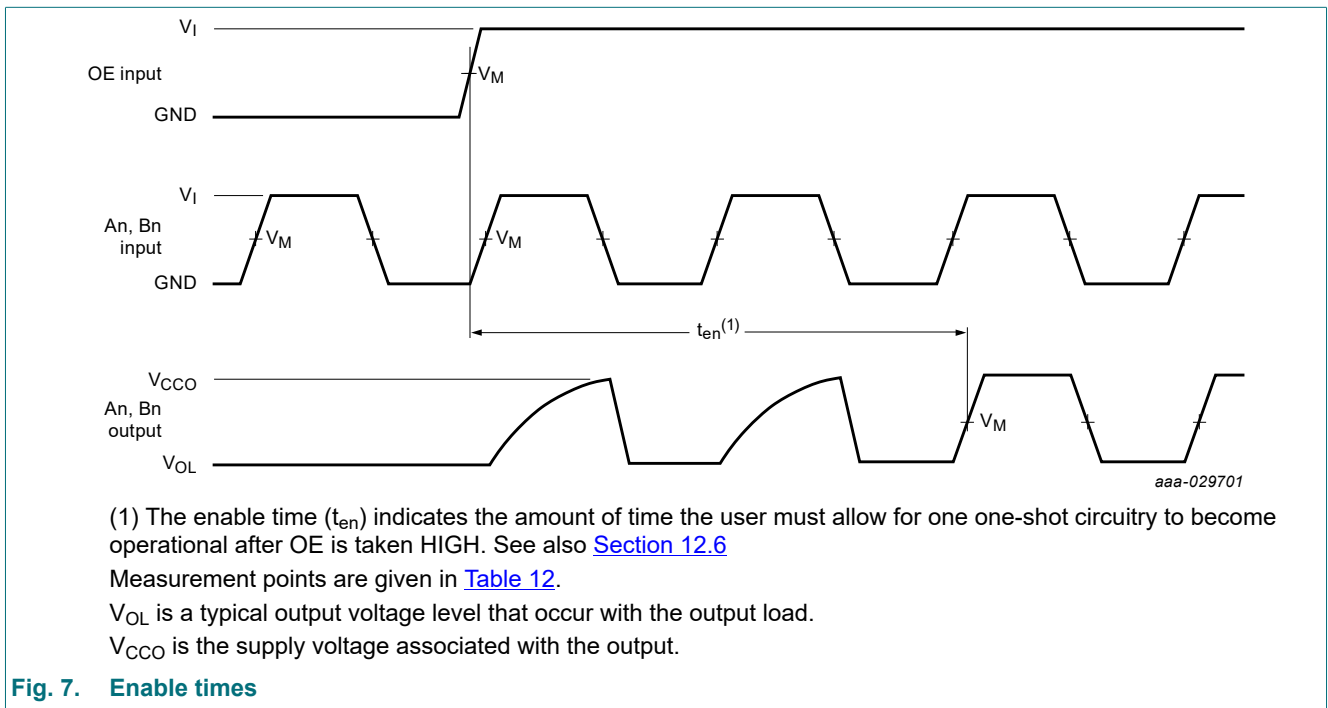 VI
OE input
VM
GND
VI
An, Bn
input
VM
VM
GND
ten(1)
VCCO
An, Bn
output
VM
VOL
aaa-029701
(1) The enable time (ten) indicates the amount of time the user must allow for one one-shot circuitry to become
operational after OE is taken HIGH. See also Section 12.6
Measurement points are given in Table 12.
VOL is a typical output voltage level that occur with the output load.
VCCO is the supply voltage associated with the output.
Fig. 7. Enable times